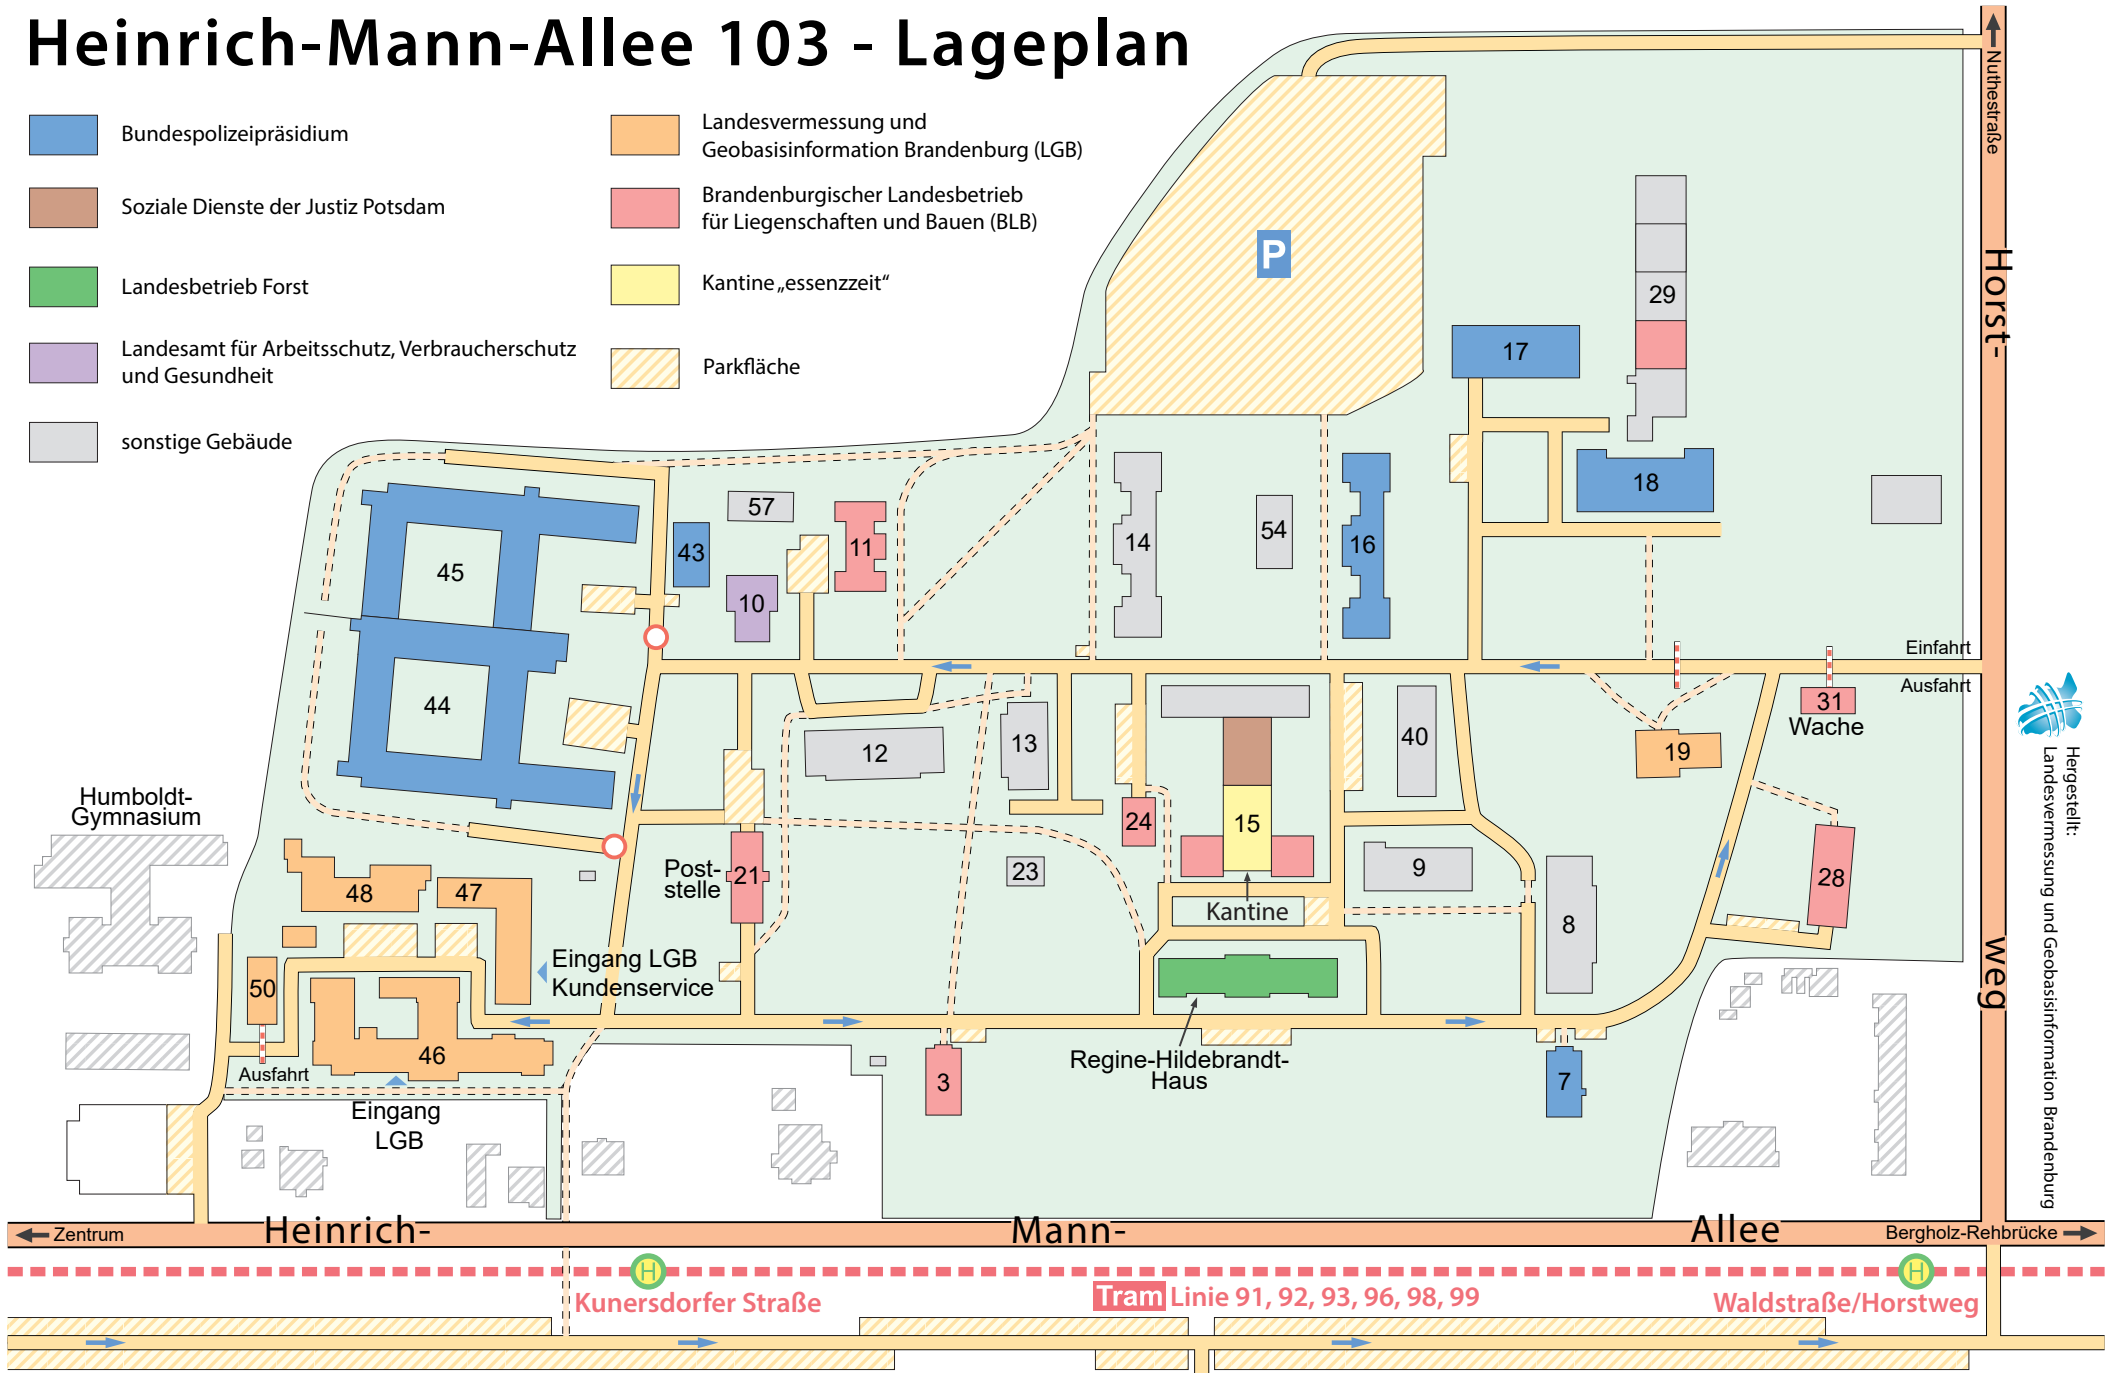 Heinrich-Mann-Allee 103 - Lageplan
Bundespolizeipräsidium
Soziale Dienste der Justiz Potsdam
Landesbetrieb Forst
Landesamt für Arbeitsschutz, Verbraucherschutz
und Gesundheit
sonstige Gebäude
Landesvermessung und
Geobasisinformation Brandenburg (LGB)
Brandenburgischer Landesbetrieb
für Liegenschaften und Bauen (BLB)
Kantine „essenzzeit“
Parkfläche
Nuthestraße
P
Horst-
29
17
18
57
43
11
45
10
14
54
16
Einfahrt
Ausfahrt
44
12
13
40
19
31
Wache
Humboldt-
Gymnasium
24
15
48
47
Post-
stelle
21
23
9
28
8
Kantine
weg
50
Eingang LGB
Kundenservice
46
Ausfahrt
Eingang
LGB
3
Regine-Hildebrandt-
Haus
7
Hergestellt:
Landesvermessung und Geobasisinformation Brandenburg
Zentrum
Heinrich-
Mann-
Allee
Bergholz-Rehbrücke
H
H
Kunersdorfer Straße
Tram Linie 91, 92, 93, 96, 98, 99
Waldstraße/Horstweg